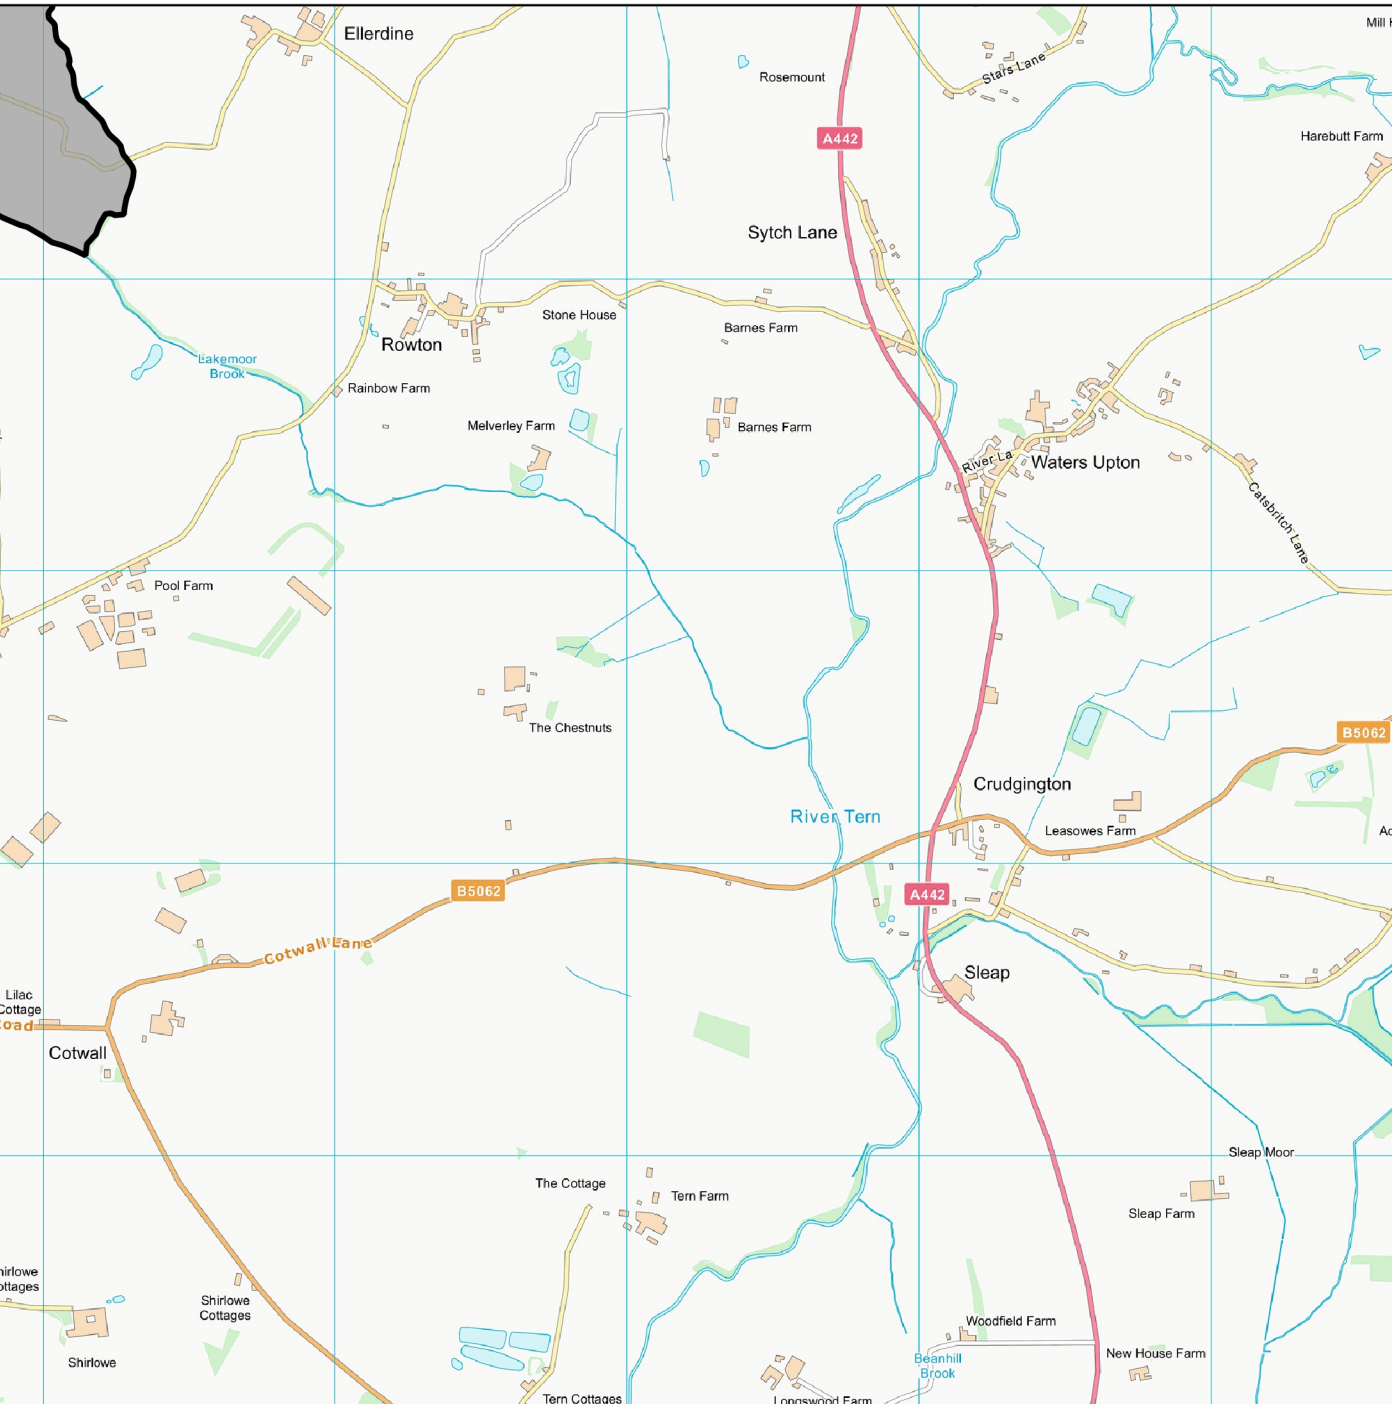 Ellerdine
Mill
Rosemount
Stars Lane
A442
Harebutt Farm
Sytch Lane
Stone House
Barnes Farm
Rowton
Lakemoor
Brook
Rainbow Farm
Melverley Farm
Barnes Farm
River La
Waters Upton
Catsbritch Lane
Pool Farm
The Chestnuts
B5062
Crudgington
River Tern
Leasowes Farm
B5062
A442
Cotwall Lane
Sleap
Lilac
Cottage
oad
Cotwall
Sleap Moor
The Cottage
Tern Farm
Sleap Farm
hirlowe
ottages
Shirlowe
Cottages
Woodfield Farm
Shirlowe
Beanhill
Brook
New House Farm
Tern Cottages
Longswood Farm